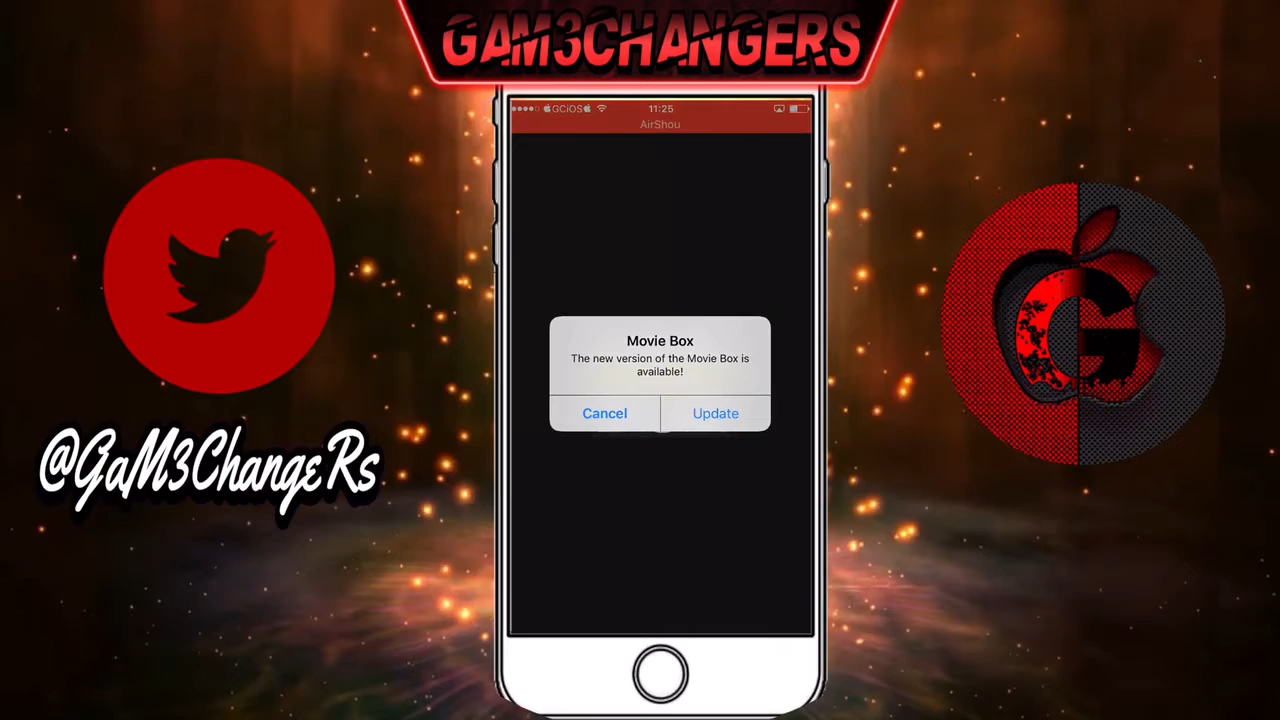 GAM3CHANGERS
GCiOS 11:25
AirShou
Movie Box
The new version of the Movie Box is
available!
Cancel Update
@GaM3ChangeRs
G